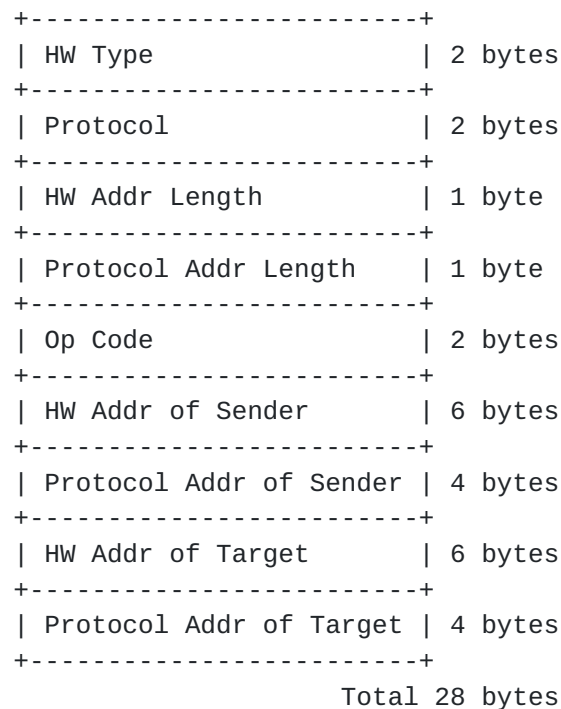 +-------------------------+
| HW Type                 | 2 bytes
+-------------------------+
| Protocol                | 2 bytes
+-------------------------+
| HW Addr Length          | 1 byte
+-------------------------+
| Protocol Addr Length    | 1 byte
+-------------------------+
| Op Code                 | 2 bytes
+-------------------------+
| HW Addr of Sender       | 6 bytes
+-------------------------+
| Protocol Addr of Sender | 4 bytes
+-------------------------+
| HW Addr of Target       | 6 bytes
+-------------------------+
| Protocol Addr of Target | 4 bytes
+-------------------------+
Total 28 bytes